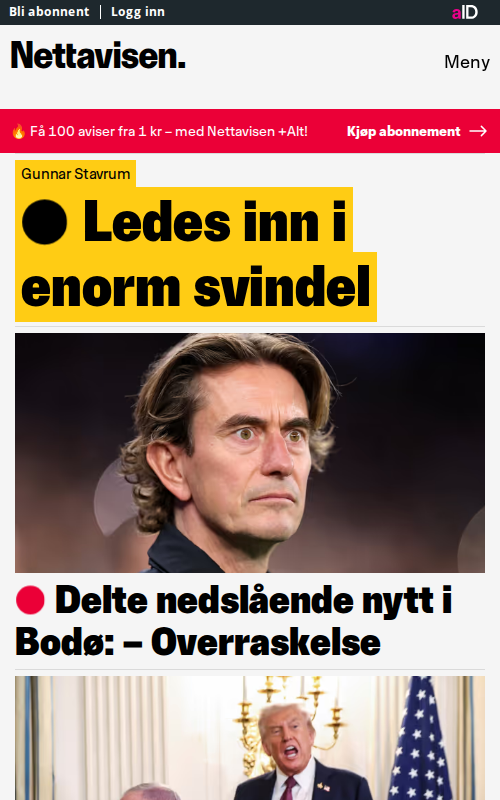 Bli abonnent | Logg inn
aID
Nettavisen.
Meny
🔥 Få 100 aviser fra 1 kr – med Nettavisen +Alt!
Kjøp abonnement →
Gunnar Stavrum
Ledes inn i
enorm svindel
Delte nedslående nytt i
Bodø: – Overraskelse